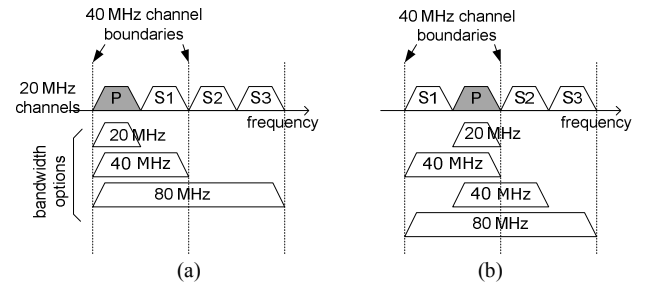 40 MHz channel
boundaries
20 MHz
channels
P
S1
S2
S3
frequency
bandwidth
options
20 MHz
40 MHz
80 MHz
(a)
40 MHz channel
boundaries
S1
P
S2
S3
frequency
20 MHz
40 MHz
40 MHz
80 MHz
(b)